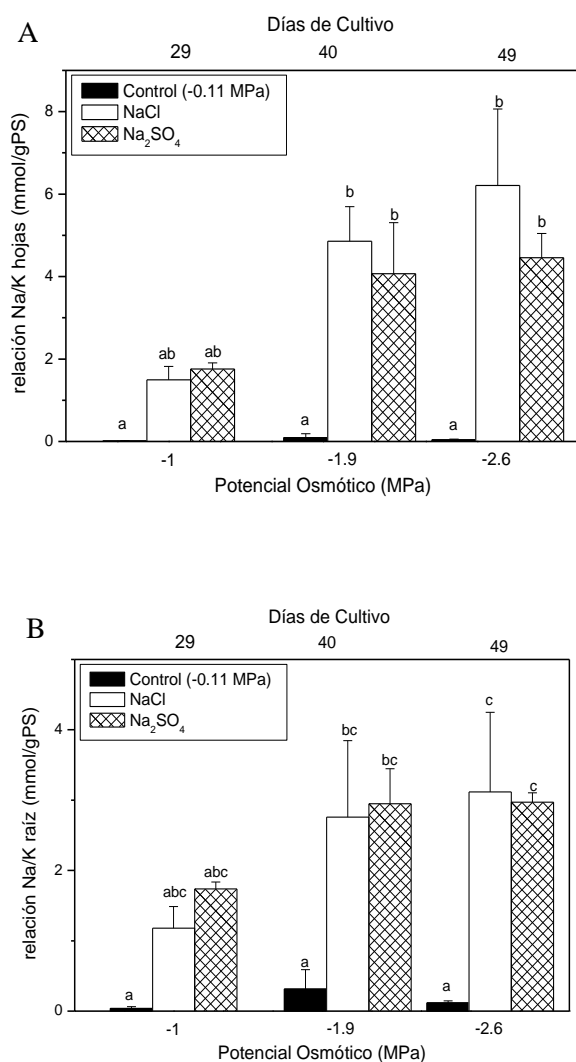 A
Días de Cultivo
29 40 49
Control (-0.11 MPa)
NaCl
Na₂SO₄
relación Na/K hojas (mmol/gPS)
8
6
4
2
0
a ab ab
a b b
a b b
-1 -1.9 -2.6
Potencial Osmótico (MPa)
B
Días de Cultivo
29 40 49
Control (-0.11 MPa)
NaCl
Na₂SO₄
relación Na/K raíz (mmol/gPS)
4
2
0
a abc abc
a bc bc
a c c
-1 -1.9 -2.6
Potencial Osmótico (MPa)